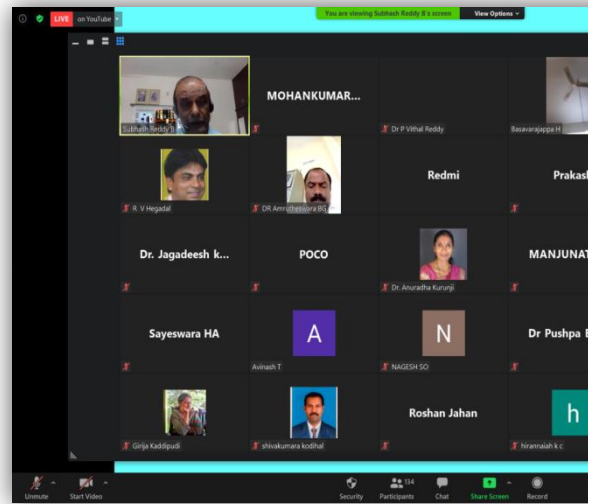 LIVE on YouTube
You are viewing Subhash Reddy B's screen View Options
Subhash Reddy B
MOHANKUMAR...
Dr P Vithal Reddy
Basavarajappa H
R V Hegadal
DR Amrutheswara BG
Redmi
Prakash
Dr. Jagadeesh k...
POCO
Dr. Anuradha Kurunji
MANJUNAT
Sayeswara HA
A
Avinash T
N
NAGESH SO
Dr Pushpa
Girija Kaddipudi
shivakumara kodihal
Roshan Jahan
h
hirannaiah k c
Unmute Start Video Security 134 Participants Chat Share Screen Record